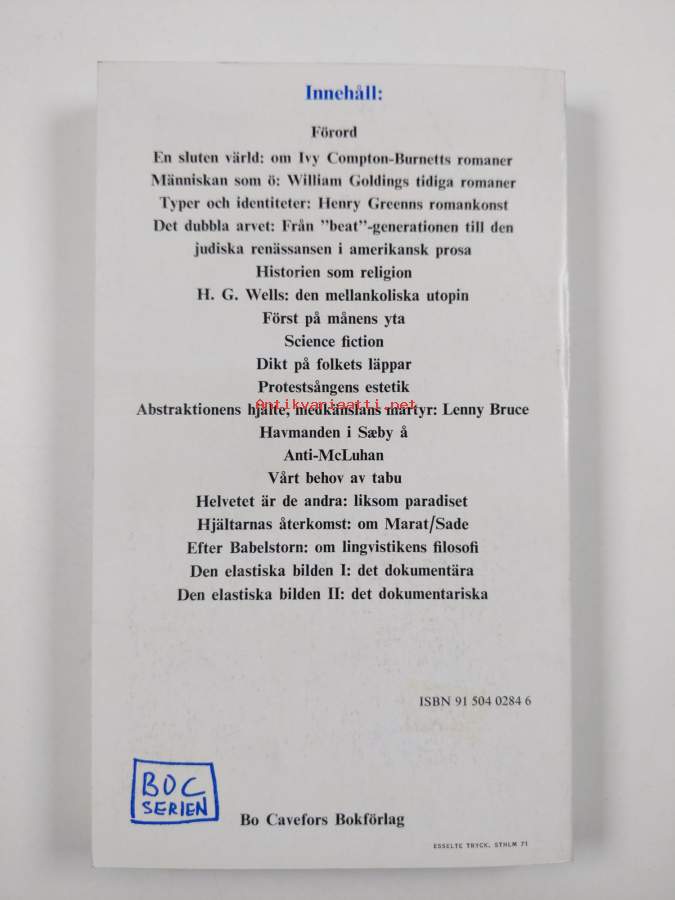 Innehåll:
Förord
En sluten värld: om Ivy Compton-Burnetts romaner
Människan som ö: William Goldings tidiga romaner
Typer och identiteter: Henry Greenns romankonst
Det dubbla arvet: Från ”beat”-generationen till den
judiska renässansen i amerikansk prosa
Historien som religion
H. G. Wells: den mellankoliska utopin
Först på månens yta
Science fiction
Dikt på folkets läppar
Protestsångens estetik
Antikvariaatti.net
Abstraktionens hjälte, medkänslans martyr: Lenny Bruce
Havmanden i Sæby å
Anti-McLuhan
Vårt behov av tabu
Helvetet är de andra: liksom paradiset
Hjältarnas återkomst: om Marat/Sade
Efter Babelstorn: om lingvistikens filosofi
Den elastiska bilden I: det dokumentära
Den elastiska bilden II: det dokumentariska
ISBN 91 504 0284 6
BOC
SERIEN
Bo Cavefors Bokförlag
ESSELTE TRYCK, STHLM 71